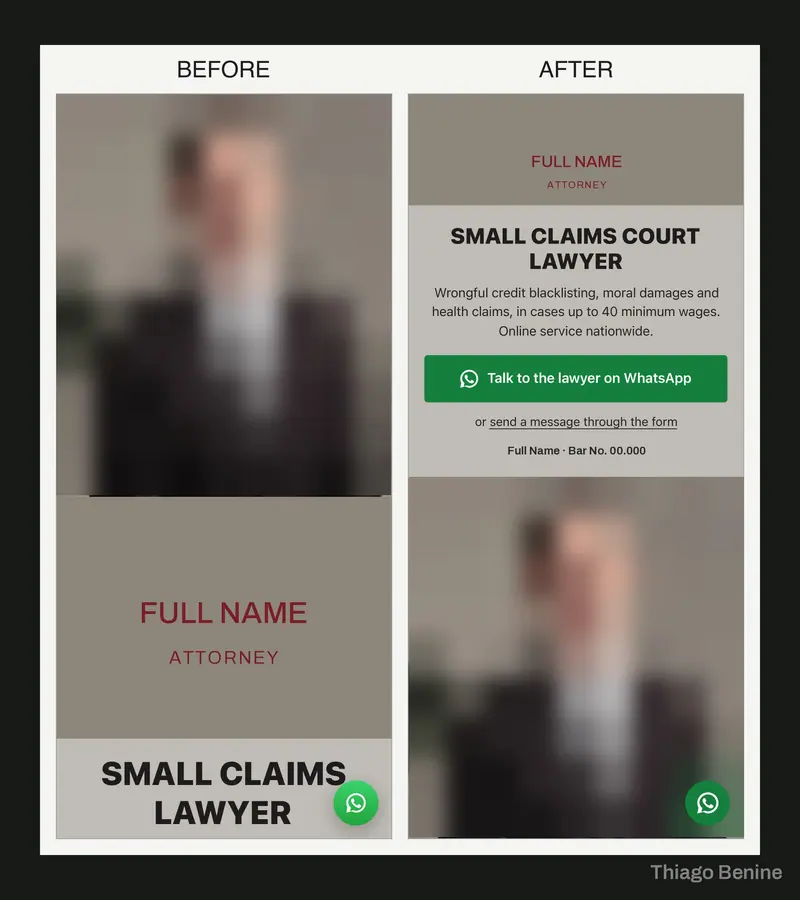 BEFORE
FULL NAME
ATTORNEY
SMALL CLAIMS
LAWYER
AFTER
FULL NAME
ATTORNEY
SMALL CLAIMS COURT
LAWYER
Wrongful credit blacklisting, moral damages and
health claims, in cases up to 40 minimum wages.
Online service nationwide.
Talk to the lawyer on WhatsApp
or send a message through the form
Full Name · Bar No. 00.000
Thiago Benine